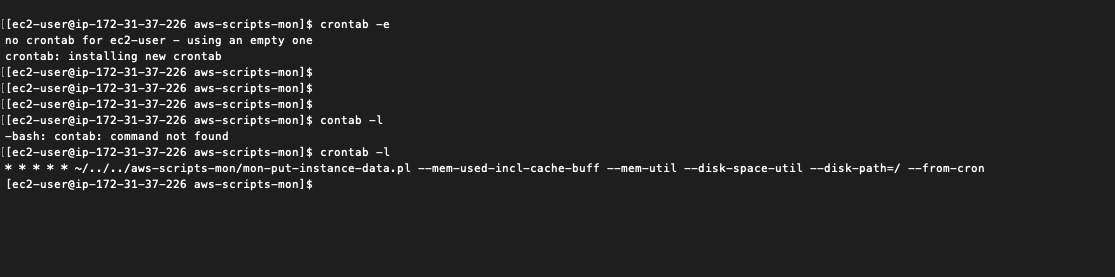 [[ec2-user@ip-172-31-37-226 aws-scripts-mon]$ crontab -e
no crontab for ec2-user - using an empty one
crontab: installing new crontab
[[ec2-user@ip-172-31-37-226 aws-scripts-mon]$
[[ec2-user@ip-172-31-37-226 aws-scripts-mon]$
[[ec2-user@ip-172-31-37-226 aws-scripts-mon]$
[[ec2-user@ip-172-31-37-226 aws-scripts-mon]$ contab -l
-bash: contab: command not found
[[ec2-user@ip-172-31-37-226 aws-scripts-mon]$ crontab -l
* * * * * ~/../../aws-scripts-mon/mon-put-instance-data.pl --mem-used-incl-cache-buff --mem-util --disk-space-util --disk-path=/ --from-cron
[ec2-user@ip-172-31-37-226 aws-scripts-mon]$